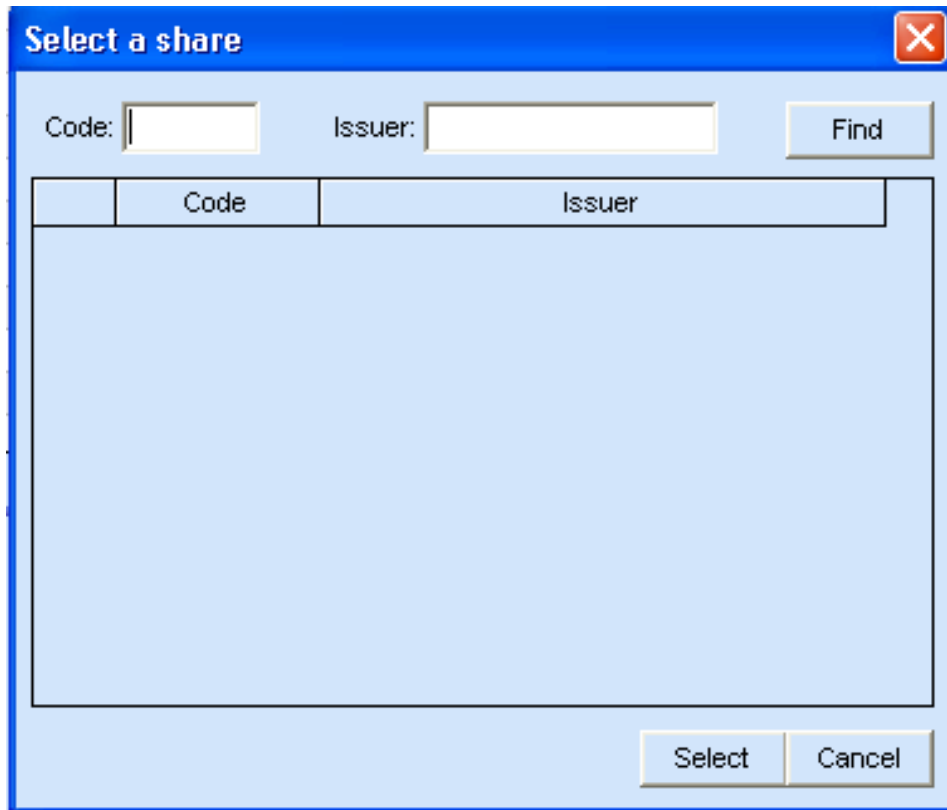 Select a share
Code: Issuer: Find
Code Issuer
Select Cancel